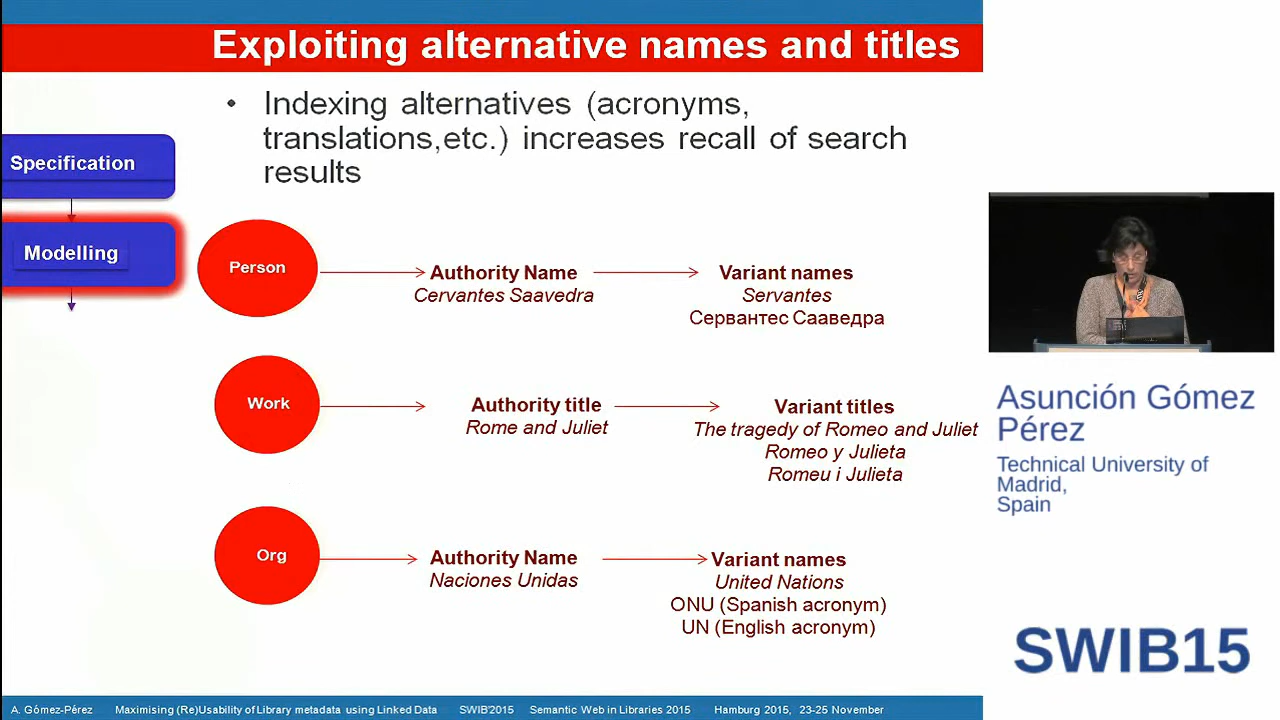 Exploiting alternative names and titles
• Indexing alternatives (acronyms,
translations,etc.) increases recall of search
results
Specification
Modelling
Person
Authority Name
Cervantes Saavedra
Variant names
Servantes
Сервантес Сааведра
Work
Authority title
Rome and Juliet
Variant titles
The tragedy of Romeo and Juliet
Romeo y Julieta
Romeu i Julieta
Org
Authority Name
Naciones Unidas
Variant names
United Nations
ONU (Spanish acronym)
UN (English acronym)
A. Gómez-Pérez Maximising (Re)Usability of Library metadata using Linked Data SWIB'2015 Semantic Web in Libraries 2015 Hamburg 2015, 23-25 November
Asunción Gómez
Pérez
Technical University of
Madrid,
Spain
SWIB15